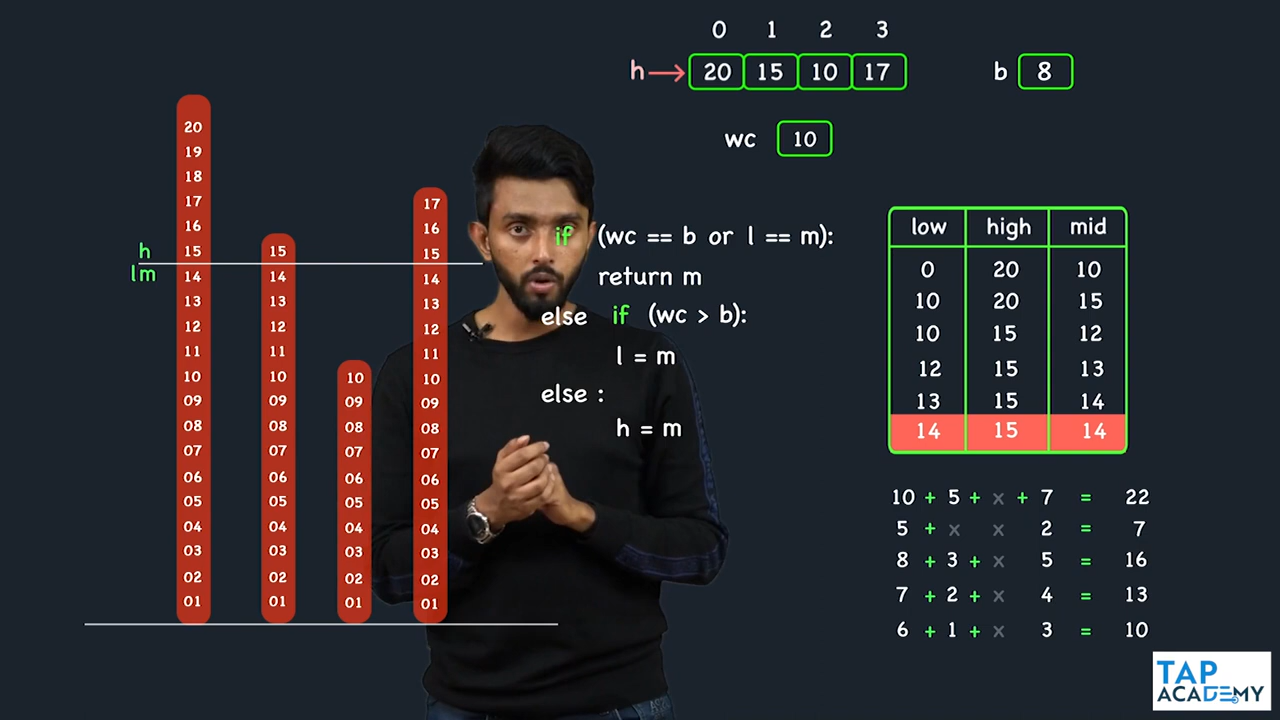 0 1 2 3
h → 20 15 10 17
b 8
wc 10
20
19
18
17
16
15
14
13
12
11
10
09
08
07
06
05
04
03
02
01
h
lm
15
14
13
12
11
10
09
08
07
06
05
04
03
02
01
10
09
08
07
06
05
04
03
02
01
17
16
15
14
13
12
11
10
09
08
07
06
05
04
03
02
01
if (wc == b or l == m):
return m
else if (wc > b):
l = m
else :
h = m
low high mid
0 20 10
10 20 15
10 15 12
12 15 13
13 15 14
14 15 14
10 + 5 + x + 7 = 22
5 + x x 2 = 7
8 + 3 + x 5 = 16
7 + 2 + x 4 = 13
6 + 1 + x 3 = 10
TAP
ACADEMY